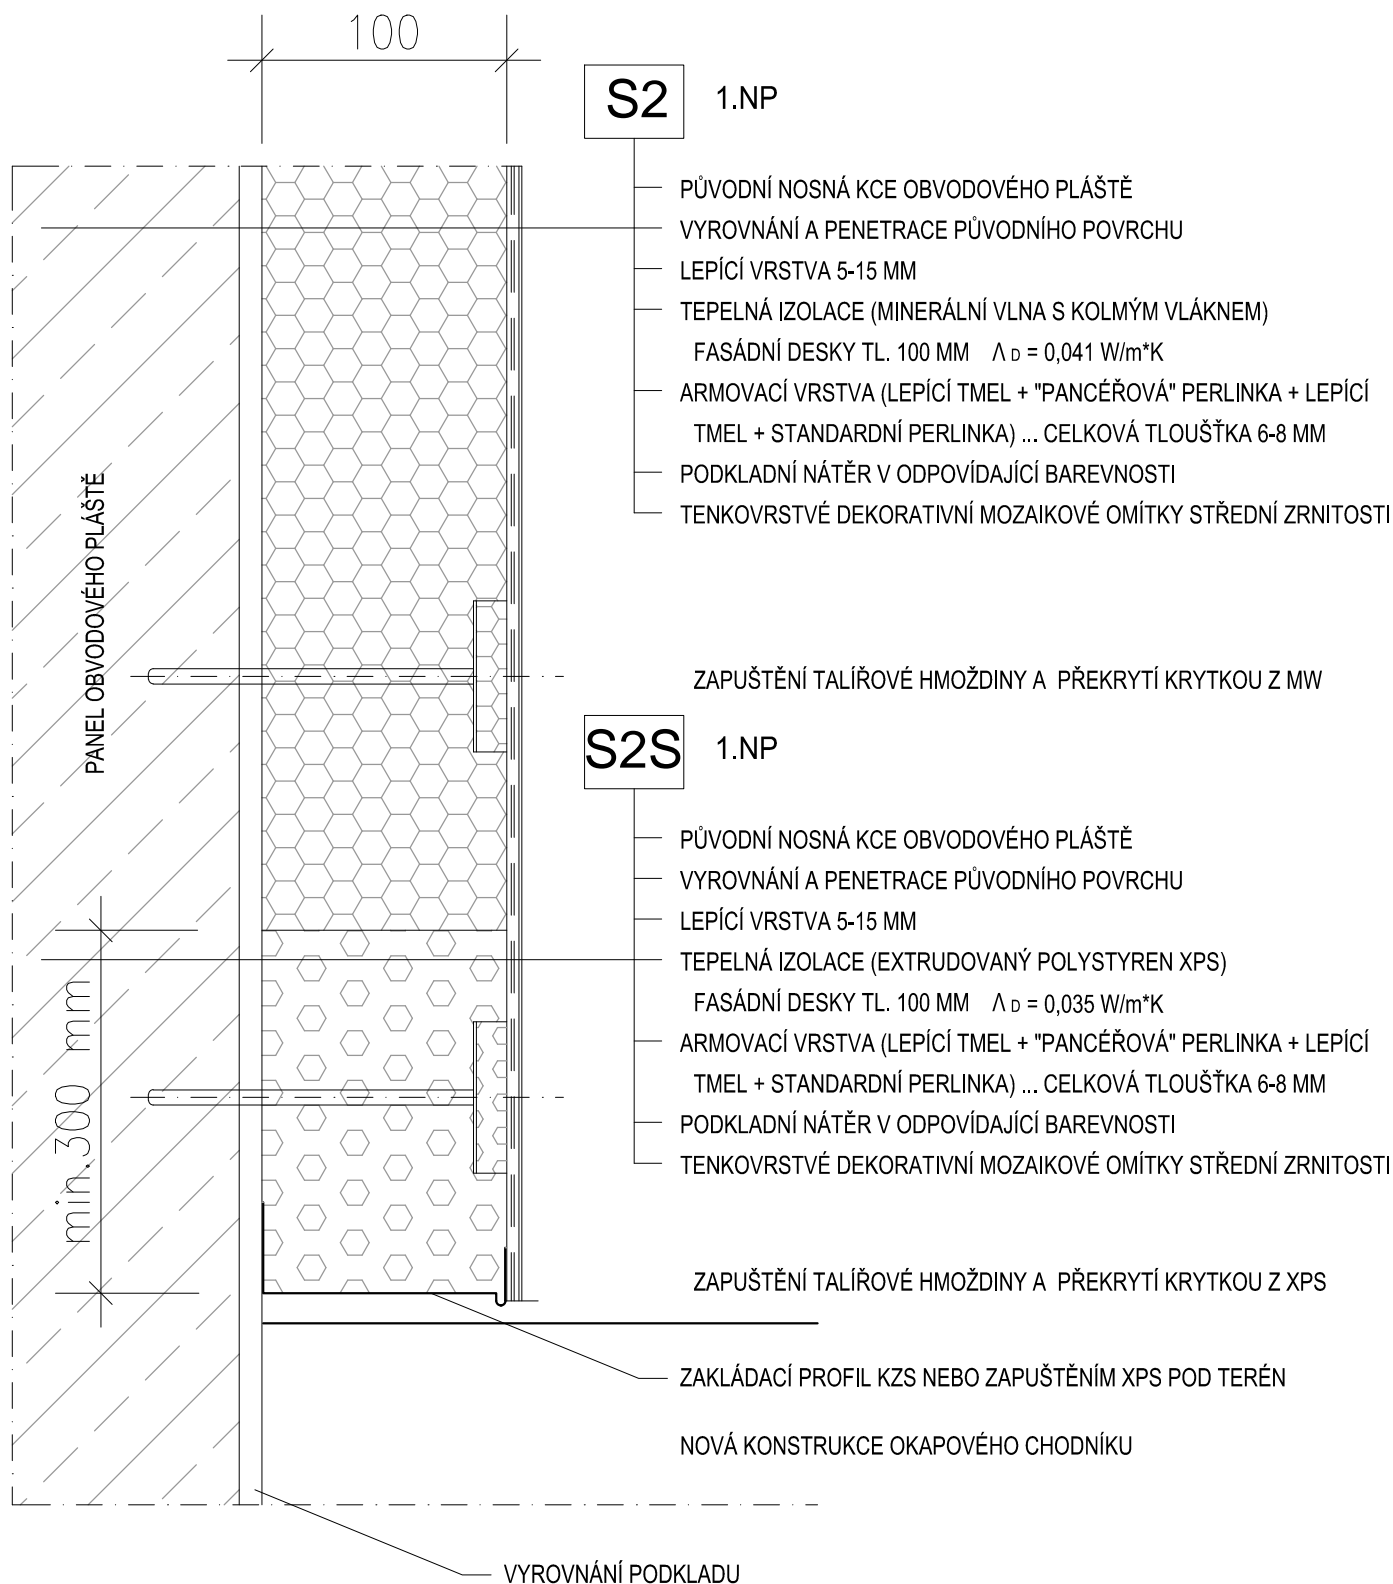 100
S2 1.NP
PŮVODNÍ NOSNÁ KCE OBVODOVÉHO PLÁŠTĚ
VYROVNÁNÍ A PENETRACE PŮVODNÍHO POVRCHU
LEPÍCÍ VRSTVA 5-15 MM
TEPELNÁ IZOLACE (MINERÁLNÍ VLNA S KOLMÝM VLÁKNEM)
FASÁDNÍ DESKY TL. 100 MM Λ D = 0,041 W/m*K
ARMOVACÍ VRSTVA (LEPÍCÍ TMEL + "PANCÉŘOVÁ" PERLINKA + LEPÍCÍ
TMEL + STANDARDNÍ PERLINKA) ... CELKOVÁ TLOUŠŤKA 6-8 MM
PODKLADNÍ NÁTĚR V ODPOVÍDAJÍCÍ BAREVNOSTI
TENKOVRSTVÉ DEKORATIVNÍ MOZAIKOVÉ OMÍTKY STŘEDNÍ ZRNITOSTI
PANEL OBVODOVÉHO PLÁŠTĚ
ZAPUŠTĚNÍ TALÍŘOVÉ HMOŽDINY A PŘEKRYTÍ KRYTKOU Z MW
S2S 1.NP
PŮVODNÍ NOSNÁ KCE OBVODOVÉHO PLÁŠTĚ
VYROVNÁNÍ A PENETRACE PŮVODNÍHO POVRCHU
LEPÍCÍ VRSTVA 5-15 MM
TEPELNÁ IZOLACE (EXTRUDOVANÝ POLYSTYREN XPS)
FASÁDNÍ DESKY TL. 100 MM Λ D = 0,035 W/m*K
ARMOVACÍ VRSTVA (LEPÍCÍ TMEL + "PANCÉŘOVÁ" PERLINKA + LEPÍCÍ
TMEL + STANDARDNÍ PERLINKA) ... CELKOVÁ TLOUŠŤKA 6-8 MM
PODKLADNÍ NÁTĚR V ODPOVÍDAJÍCÍ BAREVNOSTI
TENKOVRSTVÉ DEKORATIVNÍ MOZAIKOVÉ OMÍTKY STŘEDNÍ ZRNITOSTI
min.300 mm
ZAPUŠTĚNÍ TALÍŘOVÉ HMOŽDINY A PŘEKRYTÍ KRYTKOU Z XPS
ZAKLÁDACÍ PROFIL KZS NEBO ZAPUŠTĚNÍM XPS POD TERÉN
NOVÁ KONSTRUKCE OKAPOVÉHO CHODNÍKU
VYROVNÁNÍ PODKLADU